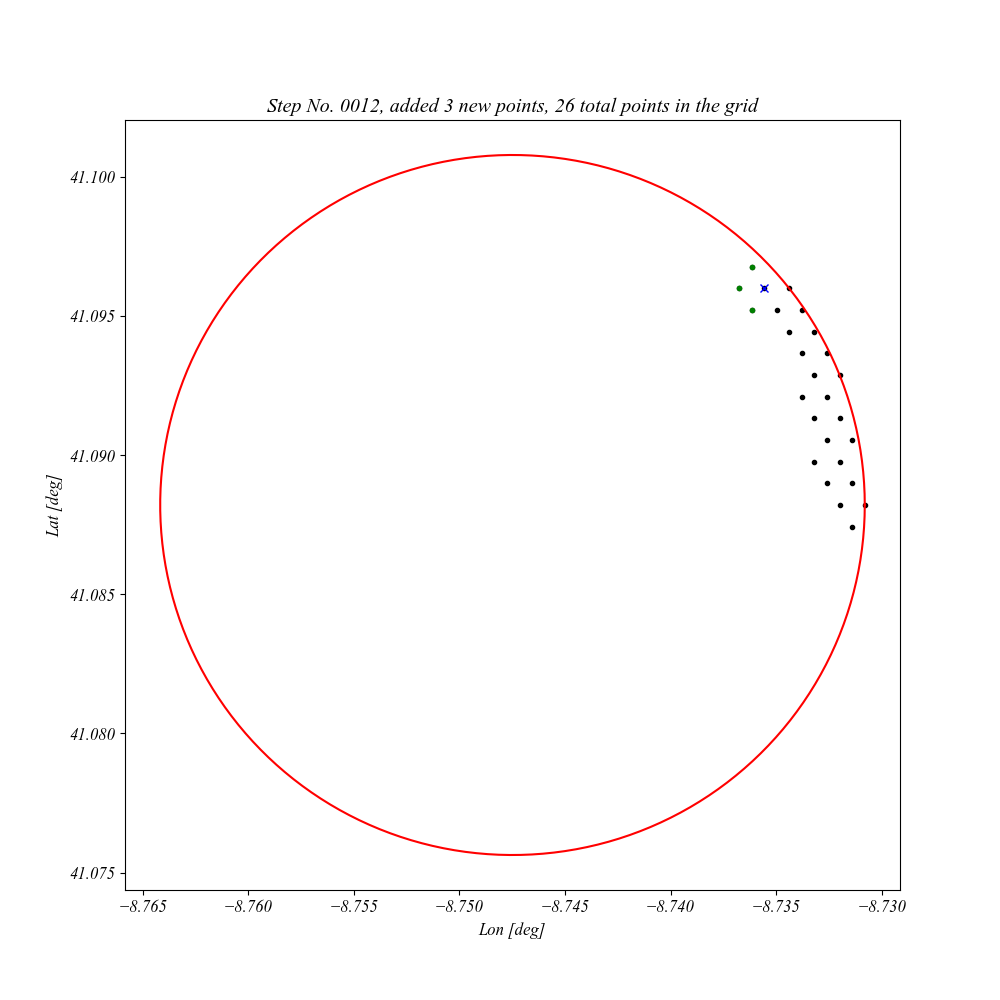 Step No. 0012, added 3 new points, 26 total points in the grid
41.100
41.095
41.090
41.085
41.080
41.075
Lat [deg]
−8.765 −8.760 −8.755 −8.750 −8.745 −8.740 −8.735 −8.730
Lon [deg]